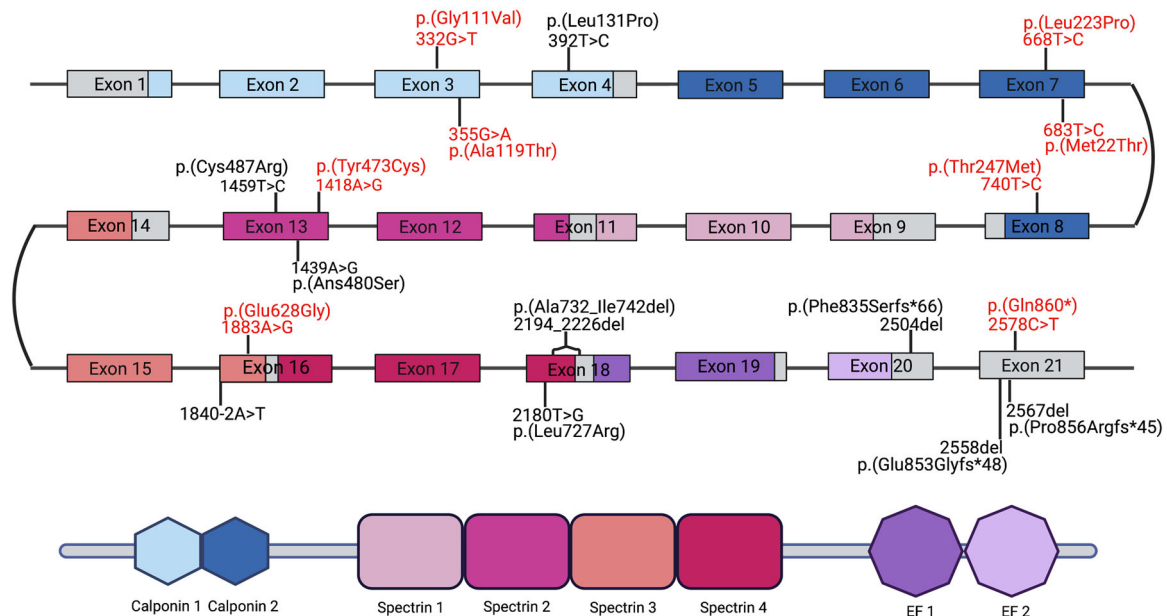 p.(Gly111Val)
332G>T
p.(Leu131Pro)
392T>C
p.(Leu223Pro)
668T>C
Exon 1
Exon 2
Exon 3
Exon 4
Exon 5
Exon 6
Exon 7
355G>A
p.(Ala119Thr)
683T>C
p.(Met22Thr)
p.(Cys487Arg)
1459T>C
p.(Tyr473Cys)
1418A>G
p.(Thr247Met)
740T>C
Exon 14
Exon 13
Exon 12
Exon 11
Exon 10
Exon 9
Exon 8
1439A>G
p.(Ans480Ser)
p.(Glu628Gly)
1883A>G
p.(Ala732_Ile742del)
2194_2226del
p.(Phe835Serfs*66)
2504del
p.(Gln860*)
2578C>T
Exon 15
Exon 16
Exon 17
Exon 18
Exon 19
Exon 20
Exon 21
1840-2A>T
2180T>G
p.(Leu727Arg)
2567del
p.(Pro856Argfs*45)
2558del
p.(Glu853Glyfs*48)
Calponin 1
Calponin 2
Spectrin 1
Spectrin 2
Spectrin 3
Spectrin 4
EF 1
EF 2